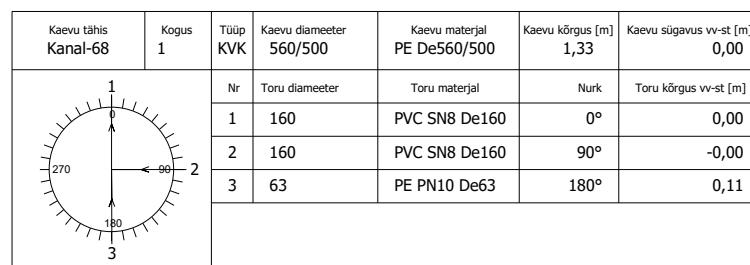 Kaevu tähis Kogus Tüüp Kaevu diameeter Kaevu materjal Kaevu kõrgus [m] Kaevu sügavus vv-st [m]
Kanal-68 1 KVK 560/500 PE De560/500 1,33 0,00
Nr Toru diameeter Toru materjal Nurk Toru kõrgus vv-st [m]
1 160 PVC SN8 De160 0° 0,00
2 160 PVC SN8 De160 90° -0,00
3 63 PE PN10 De63 180° 0,11
1
0
270 90 2
180
3